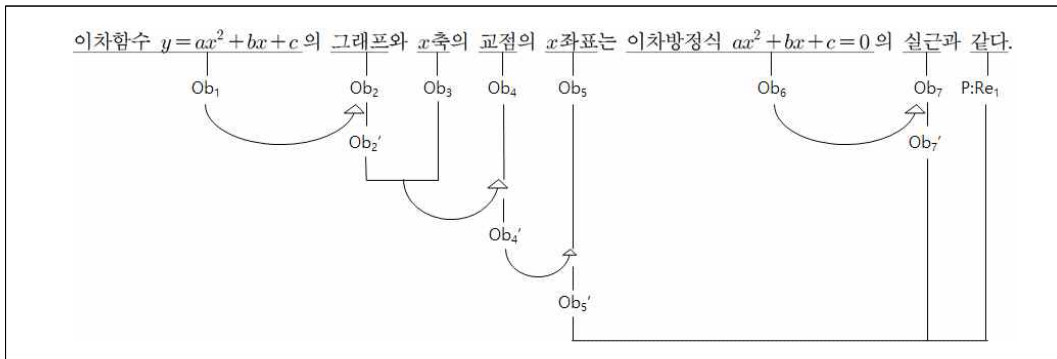 이차함수 y=ax²+bx+c의 그래프와 x축의 교점의 x좌표는 이차방정식 ax²+bx+c=0의 실근과 같다.
Ob₁ Ob₂ Ob₃ Ob₄ Ob₅ Ob₆ Ob₇ P:Re₁
Ob₂′ Ob₇′
Ob₄′
Ob₅′